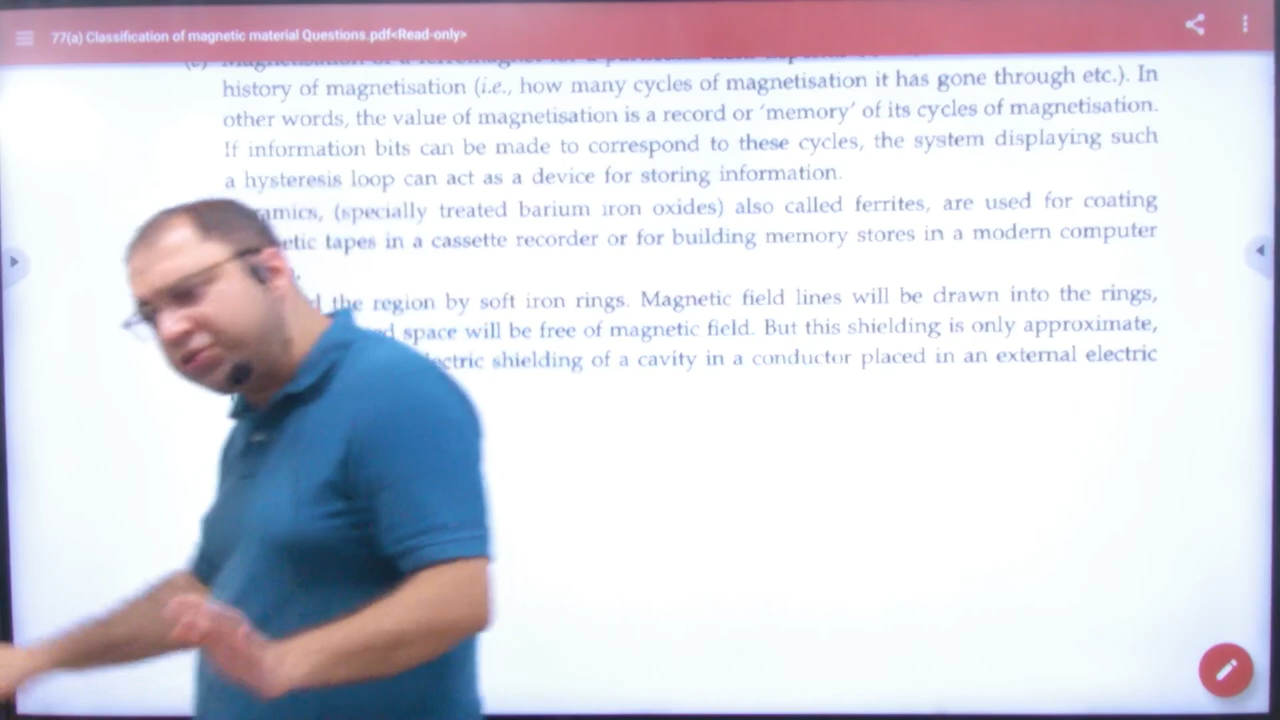 77(a) Classification of magnetic material Questions.pdf<Read-only>
history of magnetisation (i.e., how many cycles of magnetisation it has gone through etc.). In
other words, the value of magnetisation is a record or ‘memory’ of its cycles of magnetisation.
If information bits can be made to correspond to these cycles, the system displaying such
a hysteresis loop can act as a device for storing information.
(specially treated barium iron oxides) also called ferrites, are used for coating
tapes in a cassette recorder or for building memory stores in a modern computer
the region by soft iron rings. Magnetic field lines will be drawn into the rings,
space will be free of magnetic field. But this shielding is only approximate,
shielding of a cavity in a conductor placed in an external electric